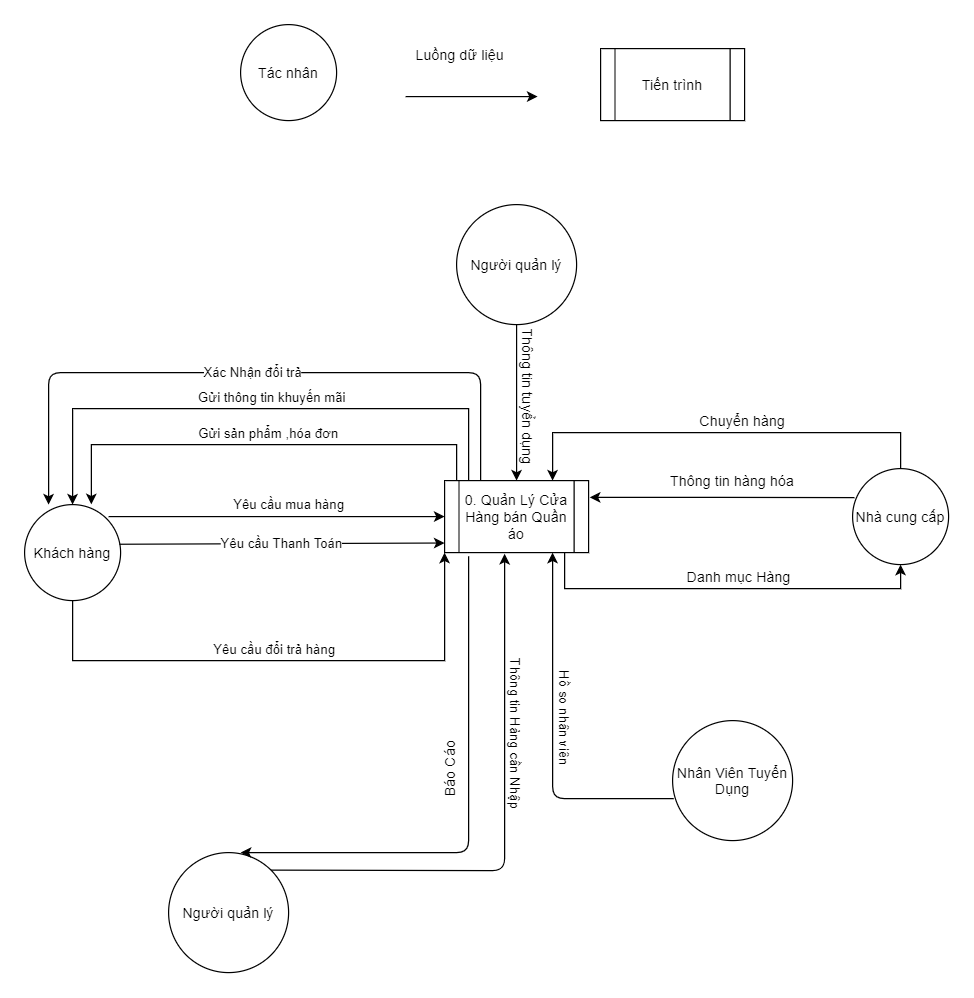 Tác nhân
Luồng dữ liệu
Tiến trình
Người quản lý
Thông tin tuyển dụng
Xác Nhận đổi trả
Gửi thông tin khuyến mãi
Gửi sản phẩm ,hóa đơn
Yêu cầu mua hàng
Yêu cầu Thanh Toán
Yêu cầu đổi trả hàng
Khách hàng
0. Quản Lý Cửa
Hàng bán Quần
áo
Chuyển hàng
Thông tin hàng hóa
Danh mục Hàng
Nhà cung cấp
Báo Cáo
Thông tin Hàng cần Nhập
Hồ sơ nhân viên
Nhân Viên Tuyển
Dụng
Người quản lý